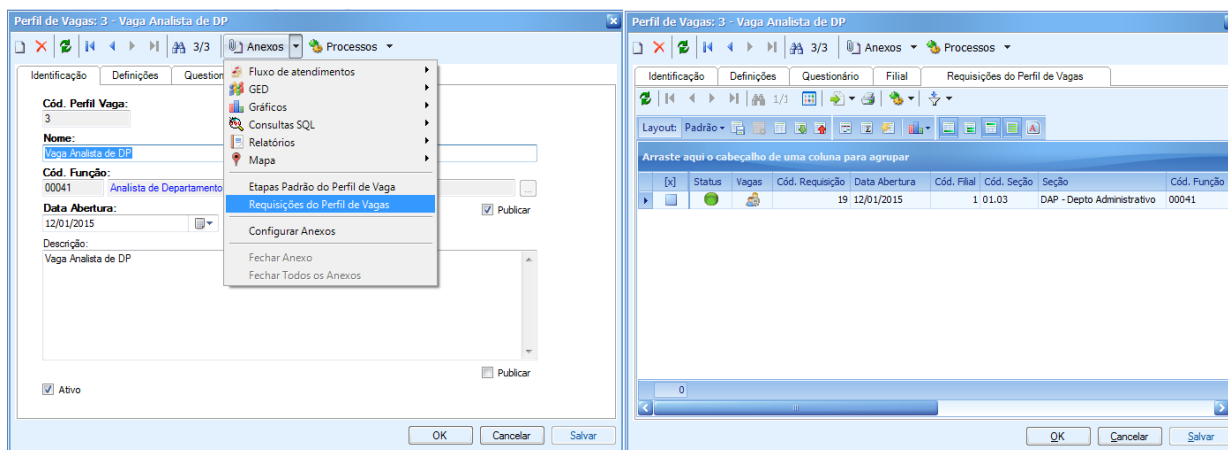 Perfil de Vagas: 3 - Vaga Analista de DP
3/3 Anexos Processos
Identificação Definições Question
Cód. Perfil Vaga:
3
Nome:
Vaga Analista de DP
Cód. Função:
00041 Analista de Departamento
...
Data Abertura:
12/01/2015
Publicar
Descrição:
Vaga Analista de DP
Publicar
Ativo
OK Cancelar Salvar
Fluxo de atendimentos
GED
Gráficos
Consultas SQL
Relatórios
Mapa
Etapas Padrão do Perfil de Vaga
Requisições do Perfil de Vagas
Configurar Anexos
Fechar Anexo
Fechar Todos os Anexos
Perfil de Vagas: 3 - Vaga Analista de DP
3/3 Anexos Processos
Identificação Definições Questionário Filial Requisições do Perfil de Vagas
1/1
Layout: Padrão
Arraste aqui o cabeçalho de uma coluna para agrupar
[x] Status Vagas Cód. Requisição Data Abertura Cód. Filial Cód. Seção Seção Cód. Função
19 12/01/2015 1 01.03 DAP - Depto Administrativo 00041
0
OK Cancelar Salvar